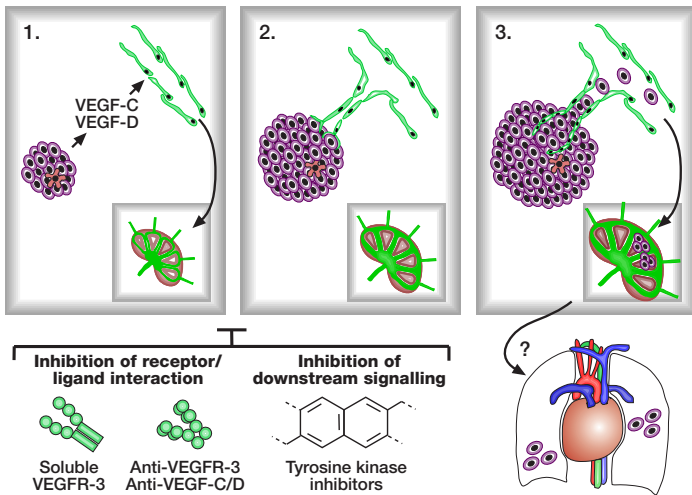 1.
VEGF-C
VEGF-D
2.
3.
?
Inhibition of receptor/
ligand interaction
Inhibition of
downstream signalling
Soluble
VEGFR-3
Anti-VEGFR-3
Anti-VEGF-C/D
Tyrosine kinase
inhibitors